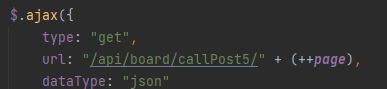 $.ajax({
type: "get",
url: "/api/board/callPost5/" + (++page),
dataType: "json"